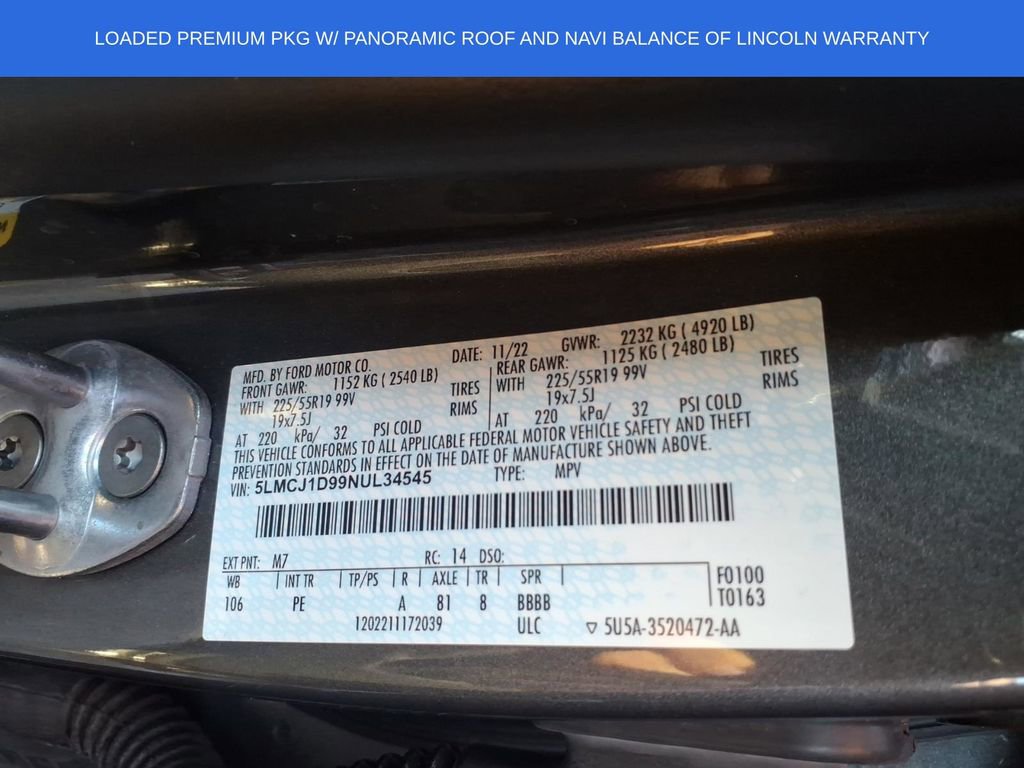 LOADED PREMIUM PKG W/ PANORAMIC ROOF AND NAVI BALANCE OF LINCOLN WARRANTY
MFD. BY FORD MOTOR CO. DATE: 11/22 GVWR: 2232 KG ( 4920 LB)
FRONT GAWR: 1152 KG ( 2540 LB) REAR GAWR: 1125 KG ( 2480 LB)
WITH 225/55R19 99V TIRES WITH 225/55R19 99V TIRES
19x7.5J RIMS 19x7.5J RIMS
AT 220 kPa/ 32 PSI COLD AT 220 kPa/ 32 PSI COLD
THIS VEHICLE CONFORMS TO ALL APPLICABLE FEDERAL MOTOR VEHICLE SAFETY AND THEFT
PREVENTION STANDARDS IN EFFECT ON THE DATE OF MANUFACTURE SHOWN ABOVE.
VIN: 5LMCJ1D99NUL34545 TYPE: MPV
EXT PNT: M7 RC: 14 DSO:
WB INT TR TP/PS R AXLE TR SPR F0100
106 PE A 81 8 BBBB T0163
1202211172039 ULC ▽ 5U5A-3520472-AA